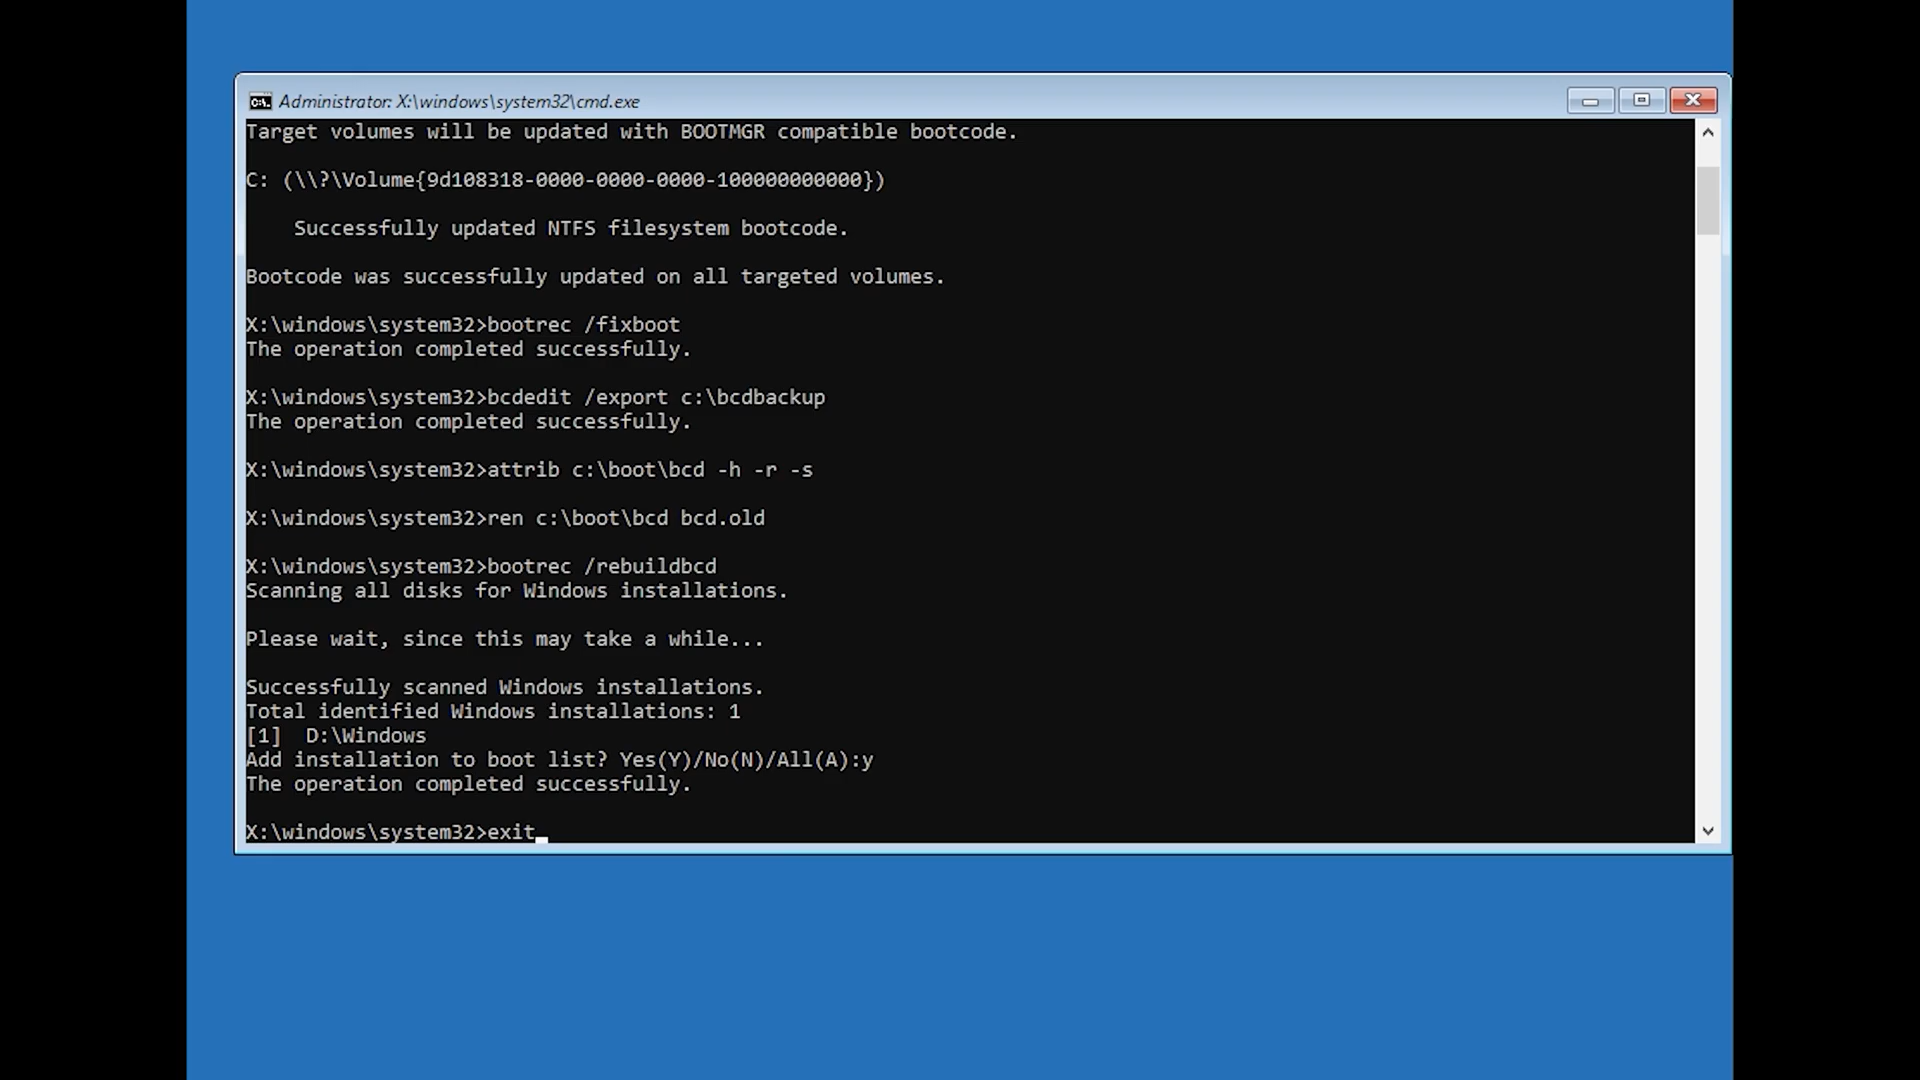 Administrator: X:\windows\system32\cmd.exe
Target volumes will be updated with BOOTMGR compatible bootcode.
C: (\\?\Volume{9d108318-0000-0000-0000-100000000000})
Successfully updated NTFS filesystem bootcode.
Bootcode was successfully updated on all targeted volumes.
X:\windows\system32>bootrec /fixboot
The operation completed successfully.
X:\windows\system32>bcdedit /export c:\bcdbackup
The operation completed successfully.
X:\windows\system32>attrib c:\boot\bcd -h -r -s
X:\windows\system32>ren c:\boot\bcd bcd.old
X:\windows\system32>bootrec /rebuildbcd
Scanning all disks for Windows installations.
Please wait, since this may take a while...
Successfully scanned Windows installations.
Total identified Windows installations: 1
[1]  D:\Windows
Add installation to boot list? Yes(Y)/No(N)/All(A):y
The operation completed successfully.
X:\windows\system32>exit